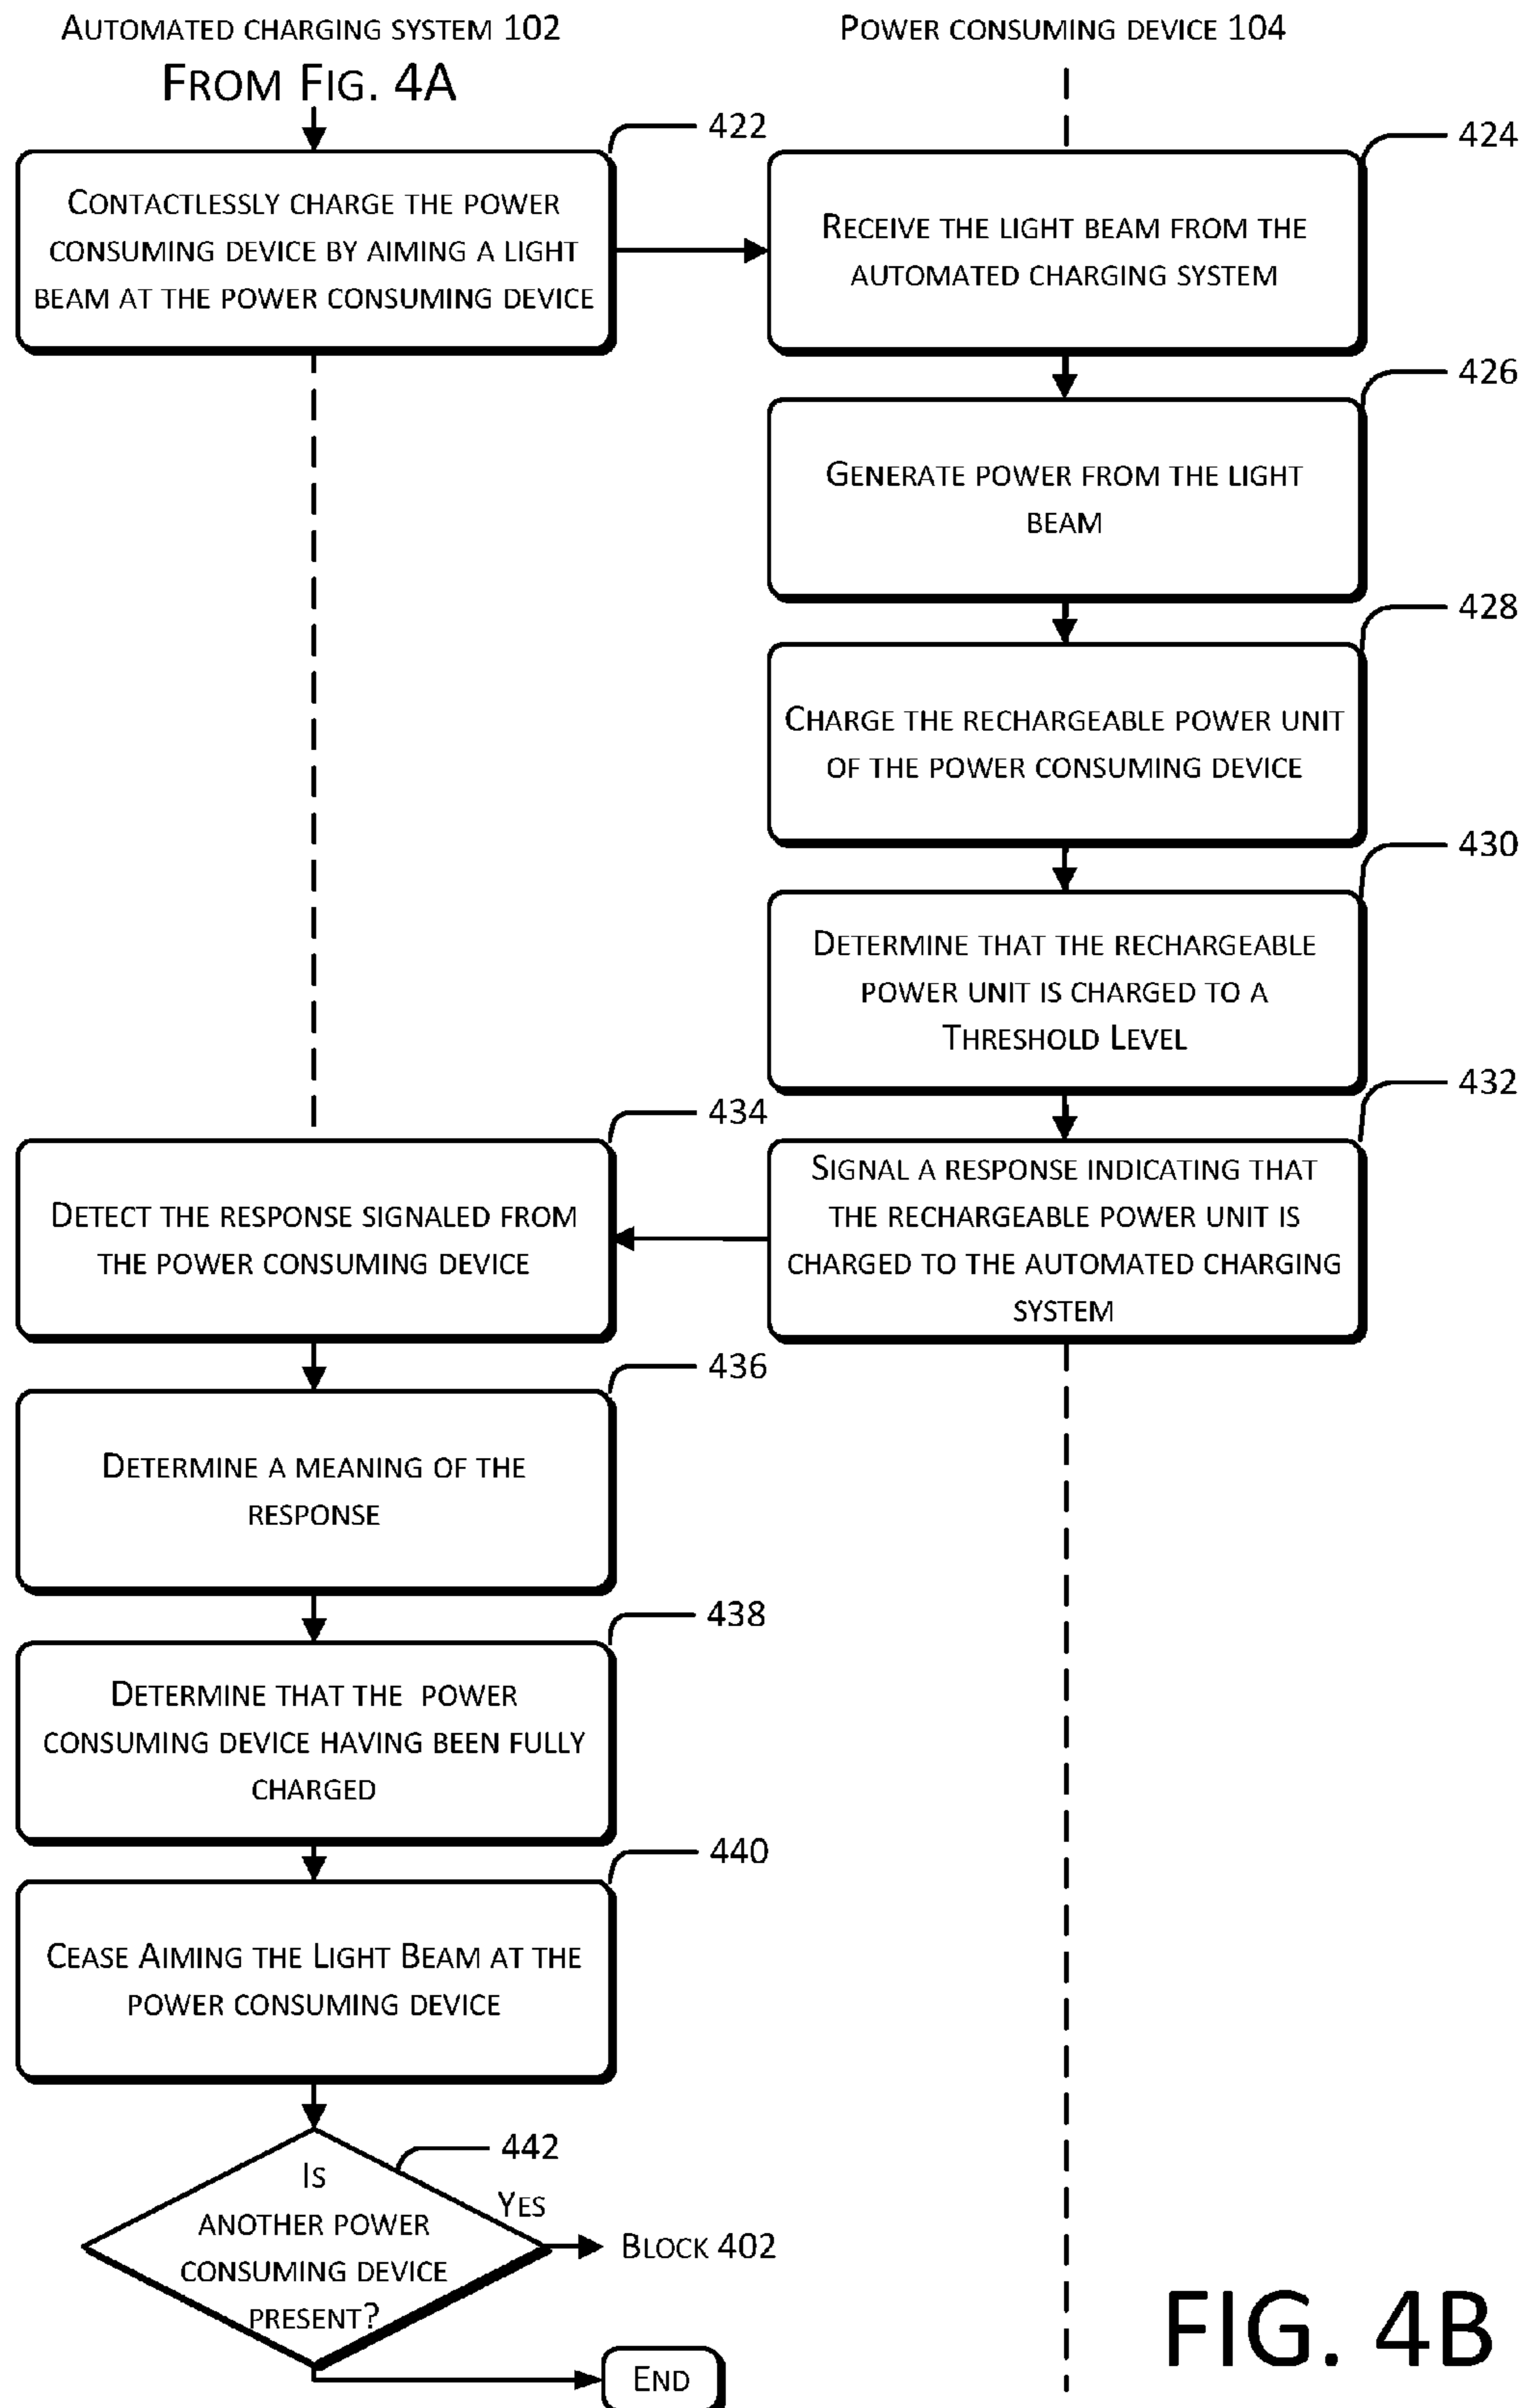 AUTOMATED CHARGING SYSTEM 102
POWER CONSUMING DEVICE 104
FROM FIG. 4A
422
424
CONTACTLESSLY CHARGE THE POWER
CONSUMING DEVICE BY AIMING A LIGHT
BEAM AT THE POWER CONSUMING DEVICE
RECEIVE THE LIGHT BEAM FROM THE
AUTOMATED CHARGING SYSTEM
426
GENERATE POWER FROM THE LIGHT
BEAM
428
CHARGE THE RECHARGEABLE POWER UNIT
OF THE POWER CONSUMING DEVICE
430
DETERMINE THAT THE RECHARGEABLE
POWER UNIT IS CHARGED TO A
THRESHOLD LEVEL
432
SIGNAL A RESPONSE INDICATING THAT
THE RECHARGEABLE POWER UNIT IS
CHARGED TO THE AUTOMATED CHARGING
SYSTEM
434
DETECT THE RESPONSE SIGNALED FROM
THE POWER CONSUMING DEVICE
436
DETERMINE A MEANING OF THE
RESPONSE
438
DETERMINE THAT THE POWER
CONSUMING DEVICE HAVING BEEN FULLY
CHARGED
440
CEASE AIMING THE LIGHT BEAM AT THE
POWER CONSUMING DEVICE
442
IS
ANOTHER POWER
CONSUMING DEVICE
PRESENT?
YES
BLOCK 402
END
FIG. 4B